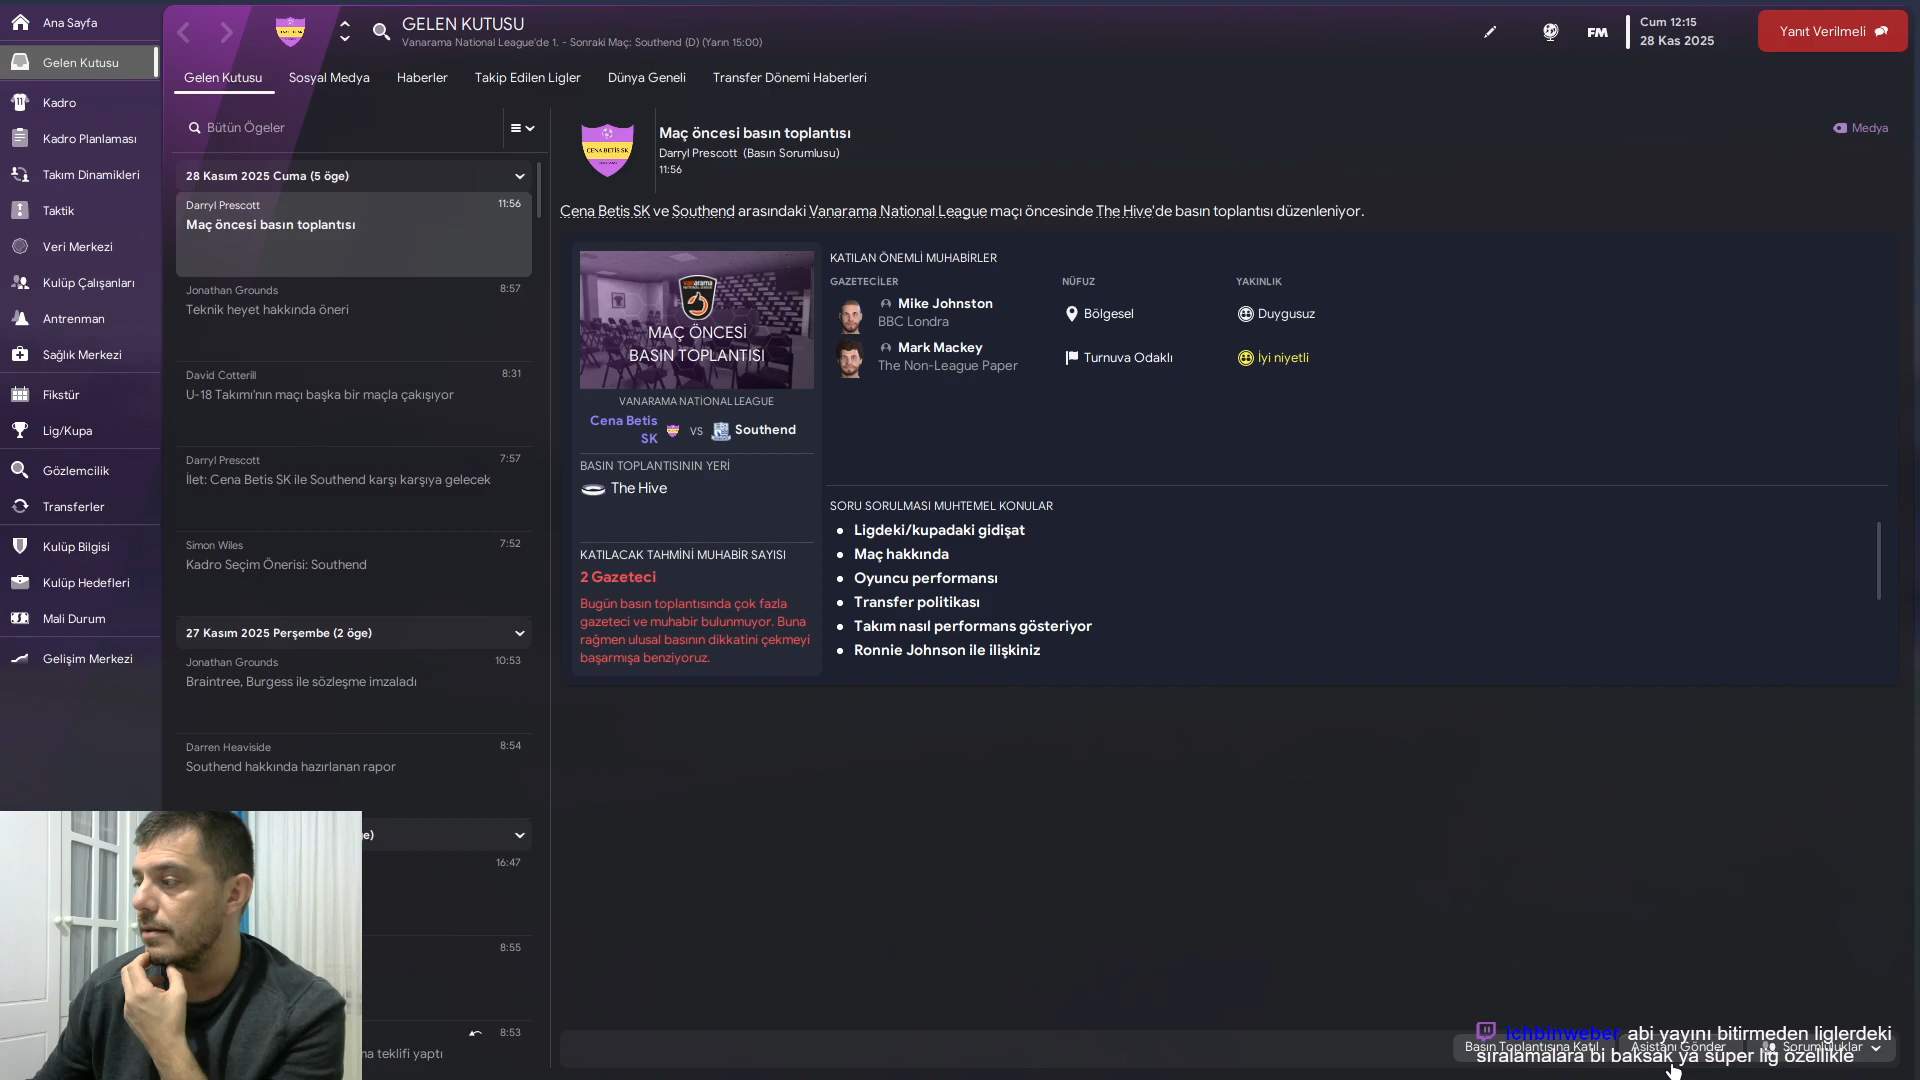 Ana Sayfa
Gelen Kutusu
Kadro
Kadro Planlaması
Takım Dinamikleri
Taktik
Veri Merkezi
Kulüp Çalışanları
Antrenman
Sağlık Merkezi
Fikstür
Lig/Kupa
Gözlemcilik
Transferler
Kulüp Bilgisi
Kulüp Hedefleri
Mali Durum
Gelişim Merkezi
GELEN KUTUSU
Vanarama National League'de 1. - Sonraki Maç: Southend (D) (Yarın 15:00)
FM
Cum 12:15
28 Kas 2025
Yanıt Verilmeli
Gelen Kutusu
Sosyal Medya
Haberler
Takip Edilen Ligler
Dünya Geneli
Transfer Dönemi Haberleri
Bütün Ögeler
28 Kasım 2025 Cuma (5 öge)
Darryl Prescott 11:56
Maç öncesi basın toplantısı
Jonathan Grounds 8:57
Teknik heyet hakkında öneri
David Cotterill 8:31
U-18 Takımı'nın maçı başka bir maçla çakışıyor
Darryl Prescott 7:57
İlet: Cena Betis SK ile Southend karşı karşıya gelecek
Simon Wiles 7:52
Kadro Seçim Önerisi: Southend
27 Kasım 2025 Perşembe (2 öge)
Jonathan Grounds 10:53
Braintree, Burgess ile sözleşme imzaladı
Darren Heaviside 8:54
Southend hakkında hazırlanan rapor
16:47
8:55
8:53
teklifi yaptı
CENA BETİS SK
Maç öncesi basın toplantısı
Darryl Prescott (Basın Sorumlusu)
11:56
Medya
Cena Betis SK ve Southend arasındaki Vanarama National League maçı öncesinde The Hive'de basın toplantısı düzenleniyor.
vanarama
MAÇ ÖNCESİ
BASIN TOPLANTISI
VANARAMA NATIONAL LEAGUE
Cena Betis SK vs Southend
BASIN TOPLANTISININ YERİ
The Hive
KATILACAK TAHMİNİ MUHABİR SAYISI
2 Gazeteci
Bugün basın toplantısında çok fazla
gazeteci ve muhabir bulunmuyor. Buna
rağmen ulusal basının dikkatini çekmeyi
başarmışa benziyoruz.
KATILAN ÖNEMLİ MUHABİRLER
GAZETECİLER NÜFUZ YAKINLIK
Mike Johnston
BBC Londra
Bölgesel
Duygusuz
Mark Mackey
The Non-League Paper
Turnuva Odaklı
İyi niyetli
SORU SORULMASI MUHTEMEL KONULAR
Ligdeki/kupadaki gidişat
Maç hakkında
Oyuncu performansı
Transfer politikası
Takım nasıl performans gösteriyor
Ronnie Johnson ile ilişkiniz
ichbinweber abi yayını bitirmeden liglerdeki
sıralamalara bi baksak ya süper lig özellikle
Basın Toplantısına Katıl
Asistanı Gönder
Sorumluluklar